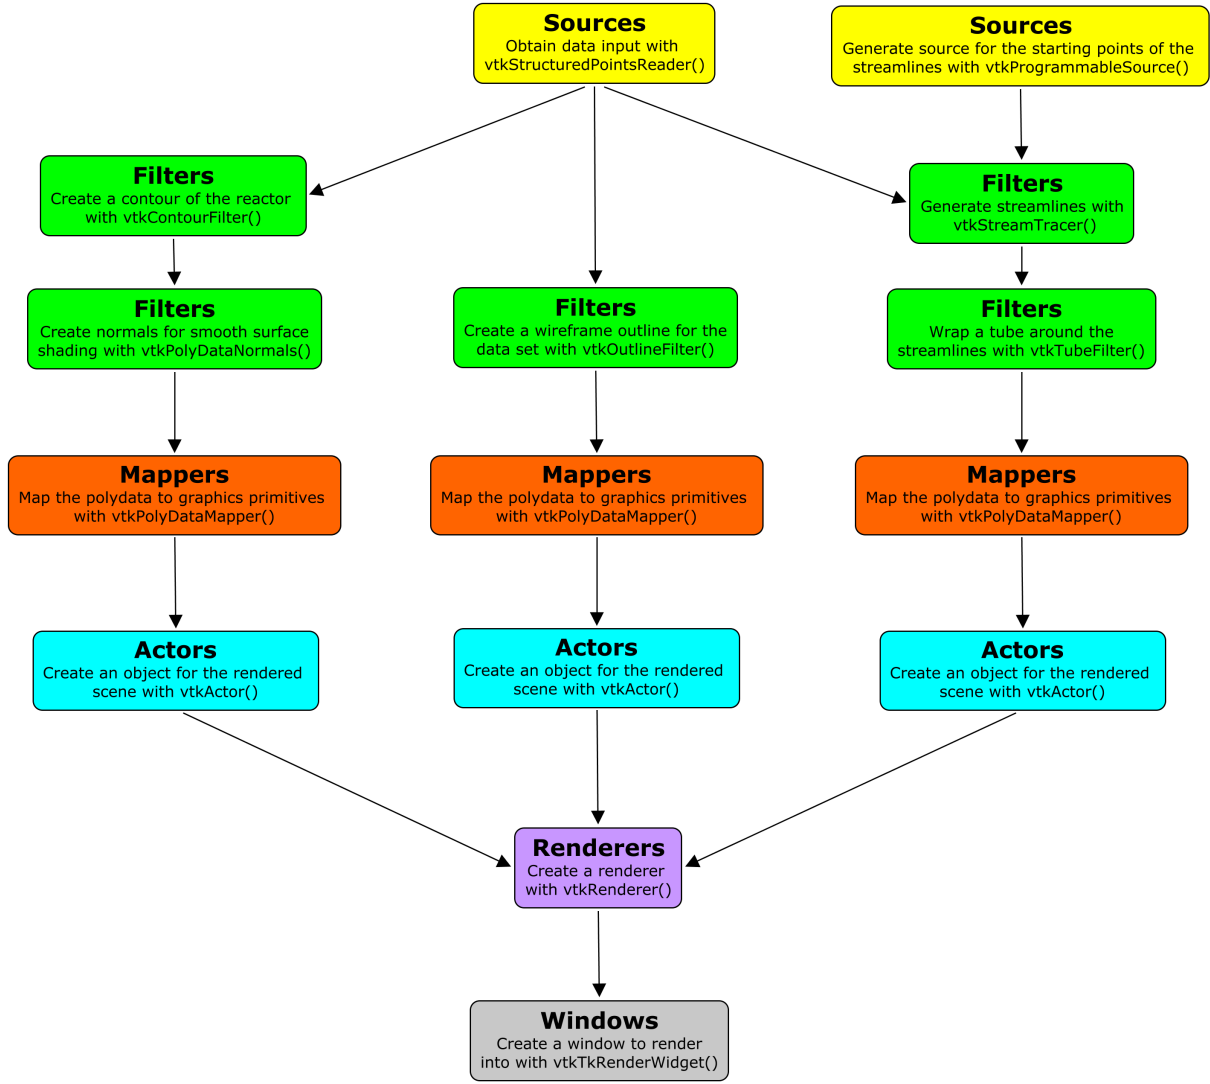 Sources
Obtain data input with
vtkStructuredPointsReader()
Sources
Generate source for the starting points of the
streamlines with vtkProgrammableSource()
Filters
Create a contour of the reactor
with vtkContourFilter()
Filters
Generate streamlines with
vtkStreamTracer()
Filters
Create normals for smooth surface
shading with vtkPolyDataNormals()
Filters
Create a wireframe outline for the
data set with vtkOutlineFilter()
Filters
Wrap a tube around the
streamlines with vtkTubeFilter()
Mappers
Map the polydata to graphics primitives
with vtkPolyDataMapper()
Mappers
Map the polydata to graphics primitives
with vtkPolyDataMapper()
Mappers
Map the polydata to graphics primitives
with vtkPolyDataMapper()
Actors
Create an object for the rendered
scene with vtkActor()
Actors
Create an object for the rendered
scene with vtkActor()
Actors
Create an object for the rendered
scene with vtkActor()
Renderers
Create a renderer
with vtkRenderer()
Windows
Create a window to render
into with vtkTkRenderWidget()